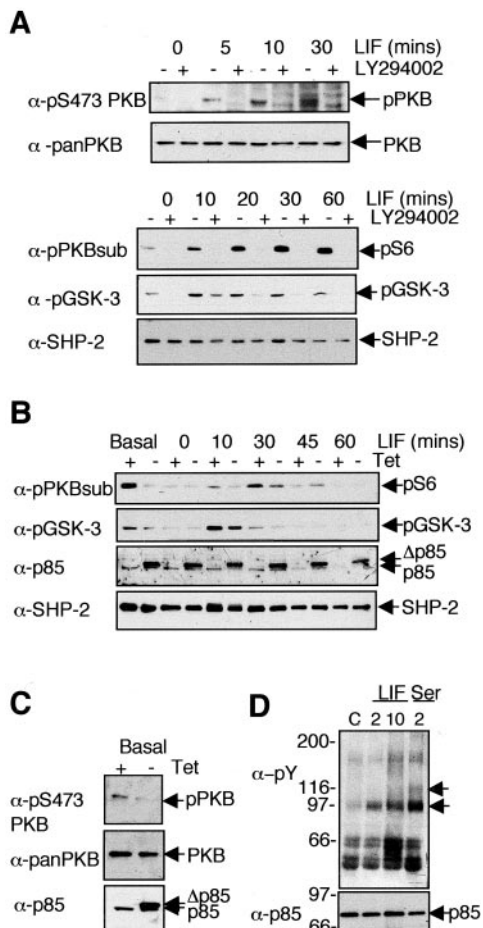 A
0 5 10 30 LIF (mins)
- + - + - + - + LY294002
α-pS473 PKB pPKB
α -panPKB PKB
0 10 20 30 60 LIF (mins)
- + - + - + - + - + LY294002
α-pPKBsub pS6
α -pGSK-3 pGSK-3
α-SHP-2 SHP-2
B
Basal 0 10 30 45 60 LIF (mins)
+ - + - + - + - + - + - Tet
α-pPKBsub pS6
α-pGSK-3 pGSK-3
α-p85 Δp85
p85
α-SHP-2 SHP-2
C
Basal
+ - Tet
α-pS473 pPKB
PKB
α-panPKB PKB
α-p85 Δp85
p85
D
LIF Ser
C 2 10 2
200-
α-pY
116-
97-
66-
97-
α-p85 p85
66-